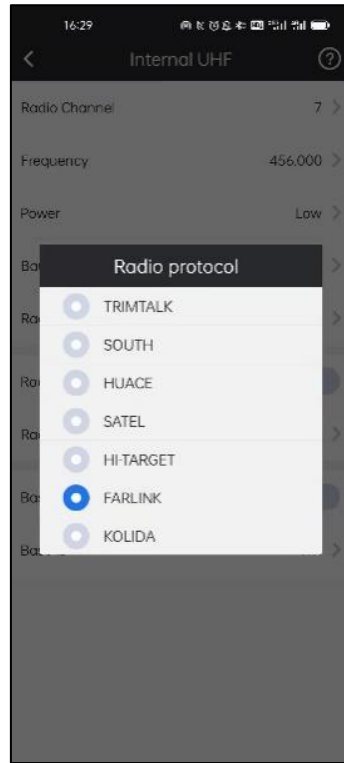 16:29
Internal UHF
Radio Channel 7
Frequency 456.000
Power Low
Radio protocol
TRIMTALK
SOUTH
HUACE
SATEL
HI-TARGET
FARLINK
KOLIDA